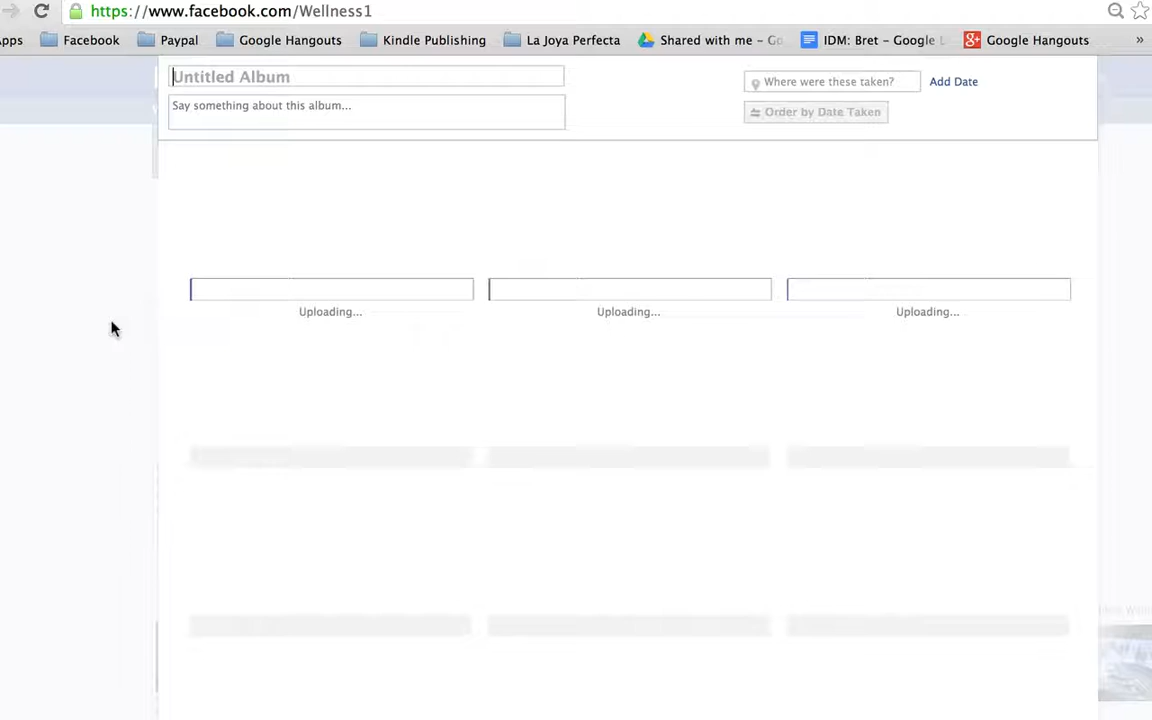 https://www.facebook.com/Wellness1
Apps Facebook Paypal Google Hangouts Kindle Publishing La Joya Perfecta Shared with me – Go IDM: Bret – Google Google Hangouts »
Untitled Album
Where were these taken? Add Date
Say something about this album...
Order by Date Taken
Uploading... Uploading... Uploading...